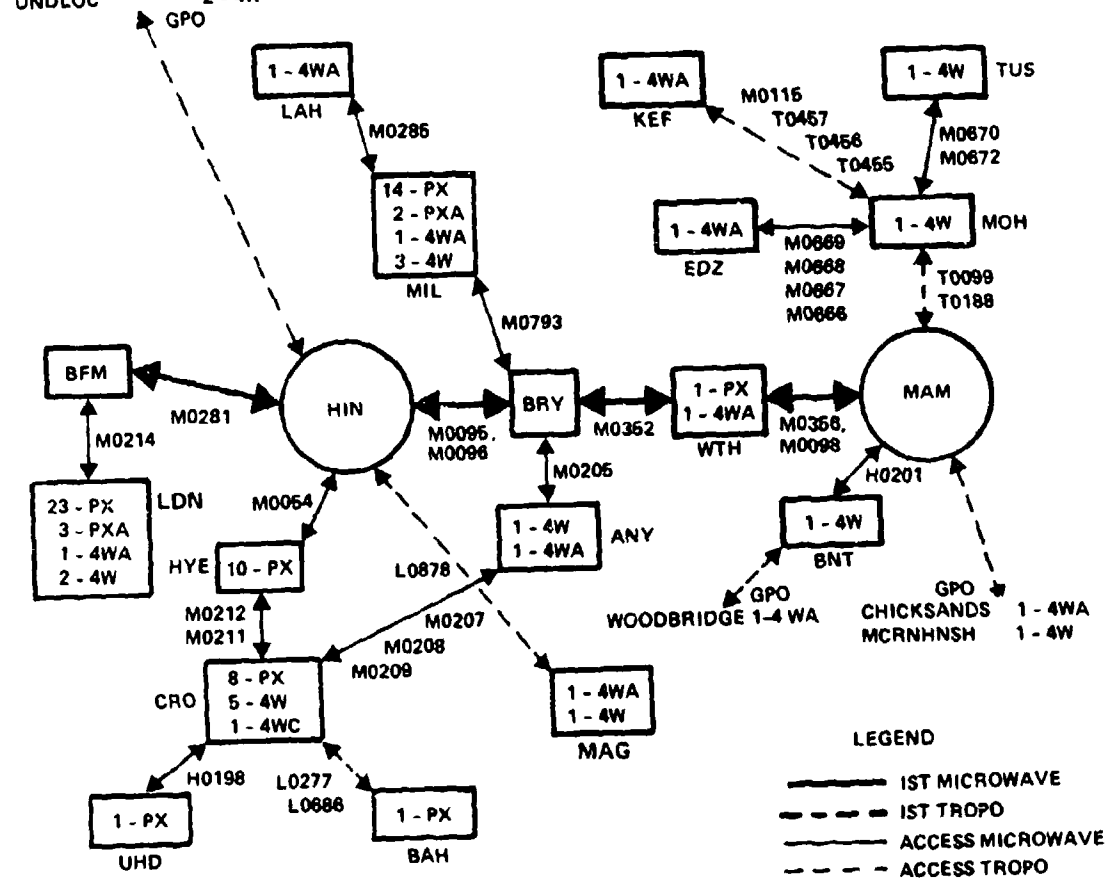 UNDLOC
GPO
1 - 4WA
LAH
M0285
14 - PX
2 - PXA
1 - 4WA
3 - 4W
MIL
M0793
1 - 4WA
KEF
M0115
T0457
T0456
T0455
1 - 4W
TUS
M0670
M0672
1 - 4WA
EDZ
M0669
M0668
M0667
M0666
1 - 4W
MOH
T0099
T0188
BFM
M0281
M0214
HIN
M0095,
M0096
BRY
M0352
1 - PX
1 - 4WA
WTH
M0356,
M0098
MAM
23 - PX
3 - PXA
1 - 4WA
2 - 4W
LDN
M0054
HYE
10 - PX
M0205
1 - 4W
1 - 4WA
ANY
H0201
1 - 4W
BNT
GPO
WOODBRIDGE 1-4 WA
GPO
CHICKSANDS 1 - 4WA
MCRNHNSH 1 - 4W
L0878
M0212
M0211
M0207
M0208
M0209
CRO
8 - PX
5 - 4W
1 - 4WC
1 - 4WA
1 - 4W
MAG
H0198
L0277
L0686
1 - PX
UHD
1 - PX
BAH
LEGEND
IST MICROWAVE
IST TROPO
ACCESS MICROWAVE
ACCESS TROPO